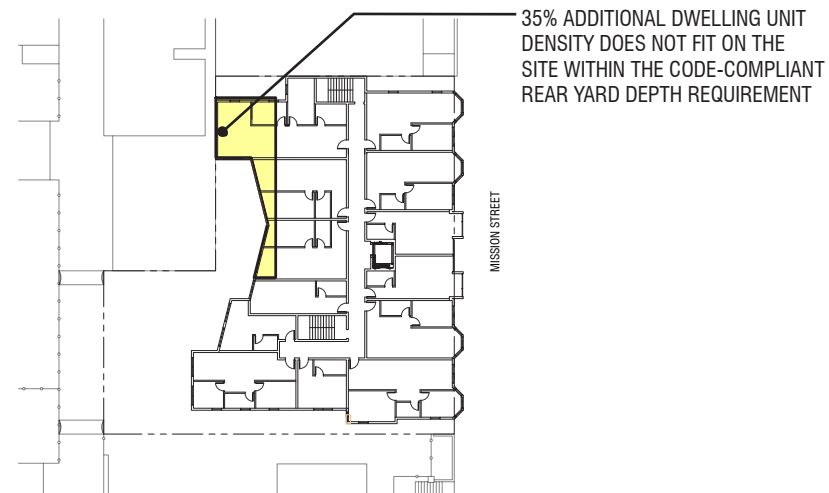 35% ADDITIONAL DWELLING UNIT
DENSITY DOES NOT FIT ON THE
SITE WITHIN THE CODE-COMPLIANT
REAR YARD DEPTH REQUIREMENT
MISSION STREET